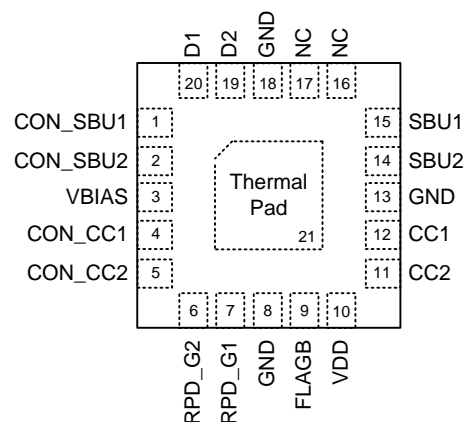 D1 D2 GND NC NC
20 19 18 17 16
CON_SBU1 1 15 SBU1
CON_SBU2 2 14 SBU2
VBIAS 3 13 GND
CON_CC1 4 12 CC1
CON_CC2 5 11 CC2
Thermal
Pad
21
6 7 8 9 10
RPD_G2 RPD_G1 GND FLAGB VDD